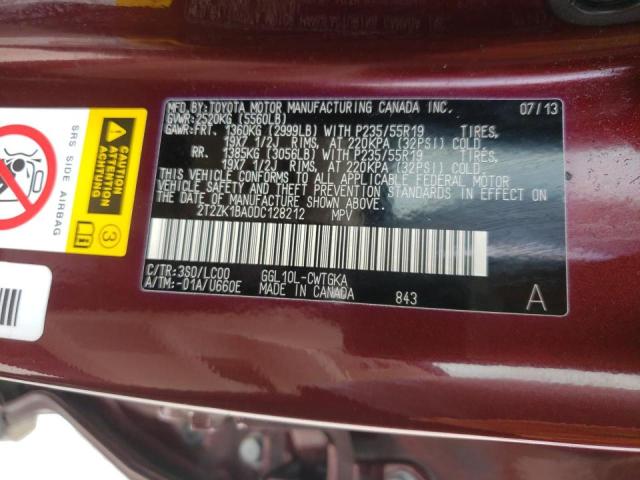 MFD.BY:TOYOTA MOTOR MANUFACTURING CANADA INC. 07/13
GVWR:2520KG (5560LB)
GAWR:FRT. 1360KG (2999LB) WITH P235/55R19 TIRES,
19X7 1/2J RIMS, AT 220KPA (32PSI) COLD.
RR. 1385KG (3056LB) WITH P235/55R19 TIRES,
19X7 1/2J RIMS, AT 220KPA (32PSI) COLD.
THIS VEHICLE CONFORMS TO ALL APPLICABLE FEDERAL MOTOR
VEHICLE SAFETY AND THEFT PREVENTION STANDARDS IN EFFECT ON
THE DATE OF MANUFACTURE SHOWN ABOVE.
2T2ZK1BA0DC128212 MPV
C/TR:3S0/LC00 GGL10L-CWTGKA
A/TM:-01A/U660E MADE IN CANADA 843 A
SRS SIDE AIRBAG
ATTENTION
ACHTUNG
3